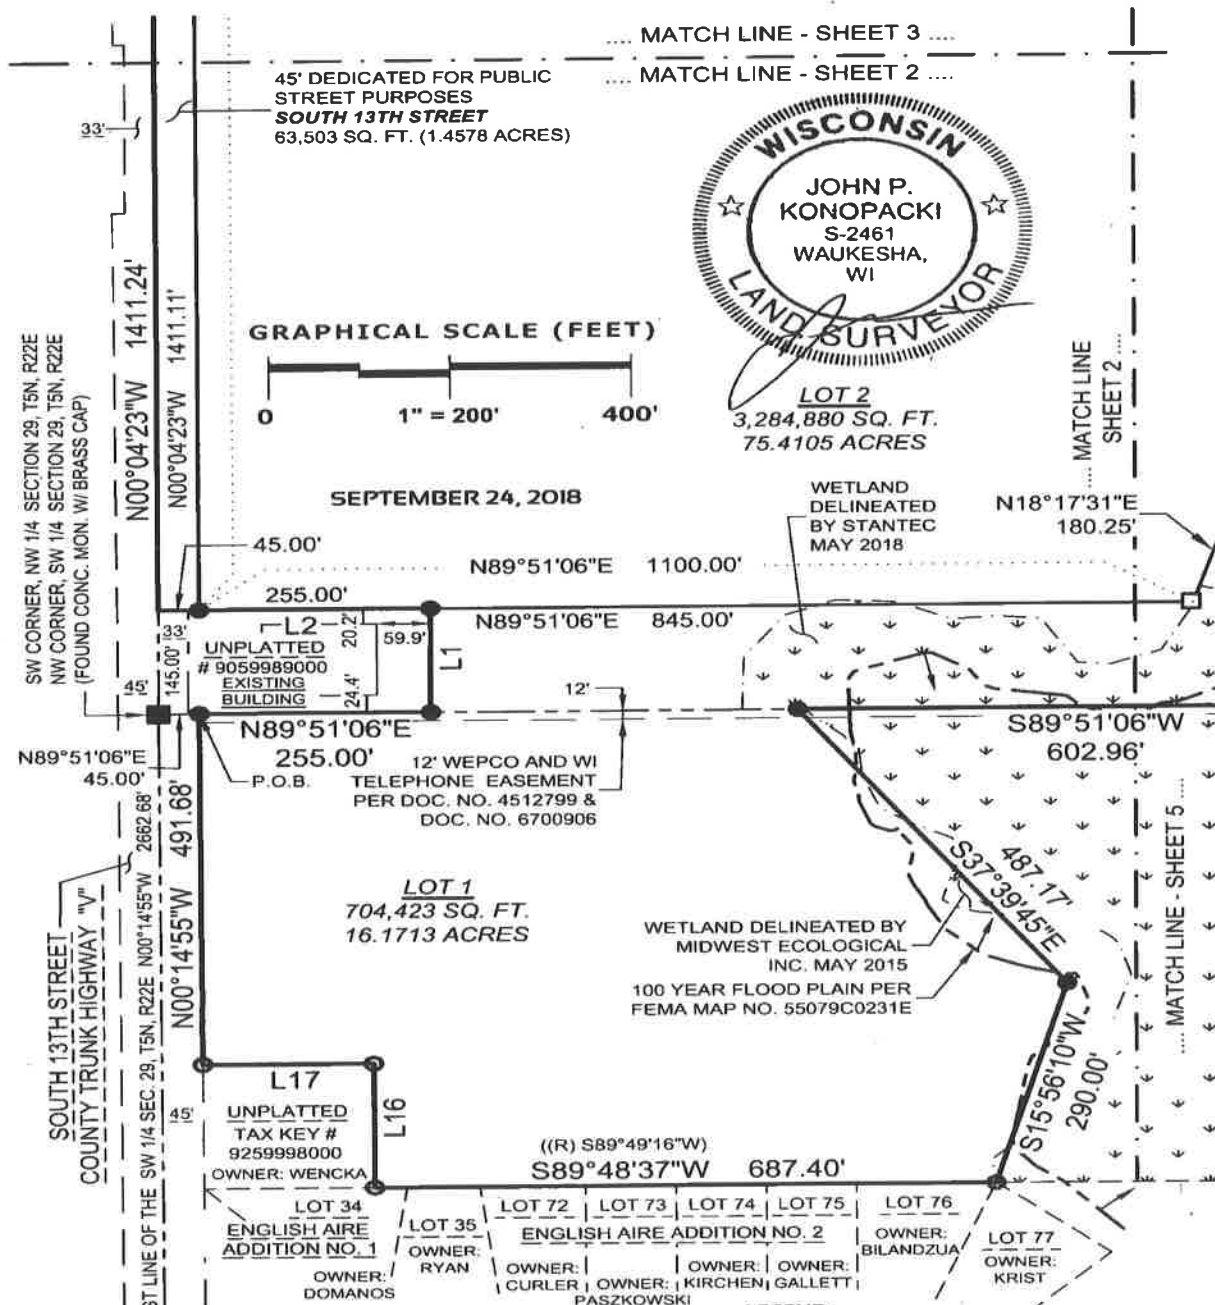 .... MATCH LINE - SHEET 3 ....
.... MATCH LINE - SHEET 2 ....
45' DEDICATED FOR PUBLIC
STREET PURPOSES
SOUTH 13TH STREET
63,503 SQ. FT. (1.4578 ACRES)
33'
WISCONSIN
JOHN P.
KONOPACKI
S-2461
WAUKESHA,
WI
LAND SURVEYOR
N00°04'23"W 1411.24'
N00°04'23"W 1411.11'
SW CORNER, NW 1/4 SECTION 29, T5N, R22E
NW CORNER, SW 1/4 SECTION 29, T5N, R22E
(FOUND CONC. MON. W/ BRASS CAP)
GRAPHICAL SCALE (FEET)
0 1" = 200' 400'
LOT 2
3,284,880 SQ. FT.
75.4105 ACRES
MATCH LINE
SHEET 2 ....
SEPTEMBER 24, 2018
WETLAND
DELINEATED
BY STANTEC
MAY 2018
N18°17'31"E
180.25'
45.00'
N89°51'06"E 1100.00'
255.00'
N89°51'06"E 845.00'
33'
L2
20.2'
59.9'
L1
UNPLATTED
# 9059989000
EXISTING
BUILDING
24.4'
145.00'
45'
12'
N89°51'06"E
255.00'
S89°51'06"W
602.96'
N89°51'06"E
45.00'
P.O.B.
12' WEPCO AND WI
TELEPHONE EASEMENT
PER DOC. NO. 4512799 &
DOC. NO. 6700906
N00°14'55"W 491.68'
487.17'
S37°39'45"E
LOT 1
704,423 SQ. FT.
16.1713 ACRES
WETLAND DELINEATED BY
MIDWEST ECOLOGICAL
INC. MAY 2015
100 YEAR FLOOD PLAIN PER
FEMA MAP NO. 55079C0231E
.... MATCH LINE - SHEET 5 ....
SOUTH 13TH STREET
COUNTY TRUNK HIGHWAY "V"
LINE OF THE SW 1/4 SEC. 29, T5N, R22E N00°14'55"W 2662.68'
S15°56'10"W
290.00'
L17
L16
45'
UNPLATTED
TAX KEY #
9259998000
OWNER: WENCKA
((R) S89°49'16"W)
S89°48'37"W 687.40'
LOT 34
ENGLISH AIRE
ADDITION NO. 1
OWNER:
DOMANOS
LOT 35
OWNER:
RYAN
LOT 72 LOT 73 LOT 74 LOT 75
ENGLISH AIRE ADDITION NO. 2
OWNER:
CURLER
OWNER:
PASZKOWSKI
OWNER:
KIRCHEN
OWNER:
GALLETT
LOT 76
OWNER:
BILANDZUA
LOT 77
OWNER:
KRIST